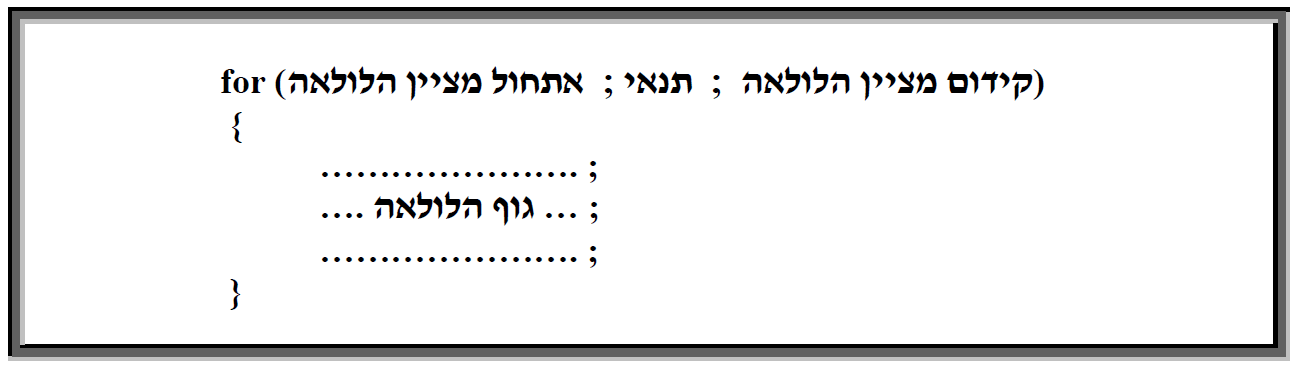 for (אתחול מציין הלולאה ; תנאי ; קידום מציין הלולאה)
{
...................... ;
.... גוף הלולאה ... ;
...................... ;
}